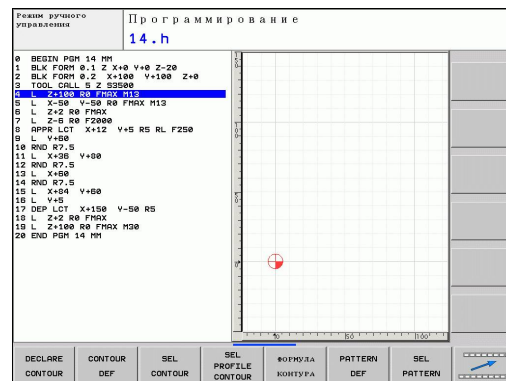 Режим ручного
управления
Программирование
14.h
0 BEGIN PGM 14 MM
1 BLK FORM 0.1 Z X+0 Y+0 Z-20
2 BLK FORM 0.2 X+100 Y+100 Z+0
3 TOOL CALL 5 Z S3500
4 L Z+100 R0 FMAX M13
5 L X-50 Y-50 R0 FMAX M13
6 L Z+2 R0 FMAX
7 L Z-6 R0 F2000
8 APPR LCT X+12 Y+5 R5 RL F250
9 L Y+60
10 RND R7.5
11 L X+36 Y+80
12 RND R7.5
13 L X+60
14 RND R7.5
15 L X+84 Y+60
16 L Y+5
17 DEP LCT X+150 Y-50 R5
18 L Z+2 R0 FMAX
19 L Z+100 R0 FMAX M30
20 END PGM 14 MM
0
50
100
DECLARE
CONTOUR
CONTOUR
DEF
SEL
CONTOUR
SEL
PROFILE
CONTOUR
ФОРМУЛА
КОНТУРА
PATTERN
DEF
SEL
PATTERN